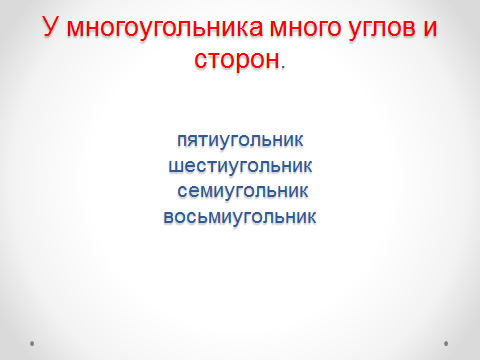 У многоугольника много углов и
сторон.
пятиугольник
шестиугольник
семиугольник
восьмиугольник